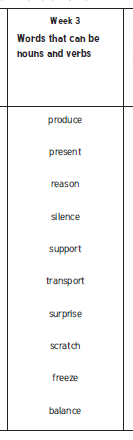 Week 3
Words that can be
nouns and verbs
produce
present
reason
silence
support
transport
surprise
scratch
freeze
balance